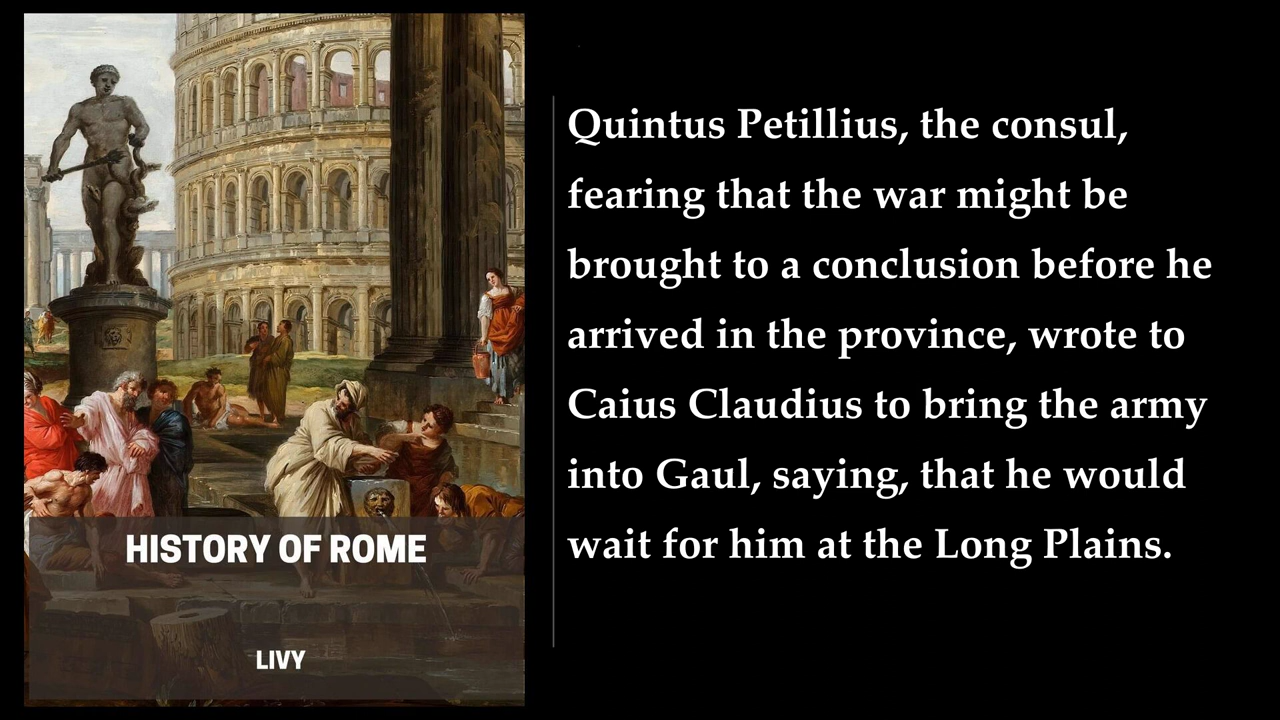 HISTORY OF ROME
LIVY
Quintus Petillius, the consul,
fearing that the war might be
brought to a conclusion before he
arrived in the province, wrote to
Caius Claudius to bring the army
into Gaul, saying, that he would
wait for him at the Long Plains.